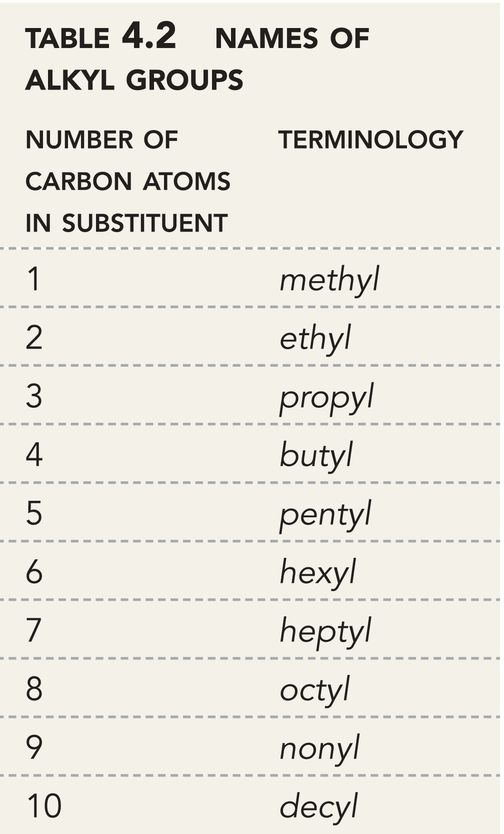 TABLE 4.2 NAMES OF
ALKYL GROUPS
NUMBER OF TERMINOLOGY
CARBON ATOMS
IN SUBSTITUENT
1 methyl
2 ethyl
3 propyl
4 butyl
5 pentyl
6 hexyl
7 heptyl
8 octyl
9 nonyl
10 decyl